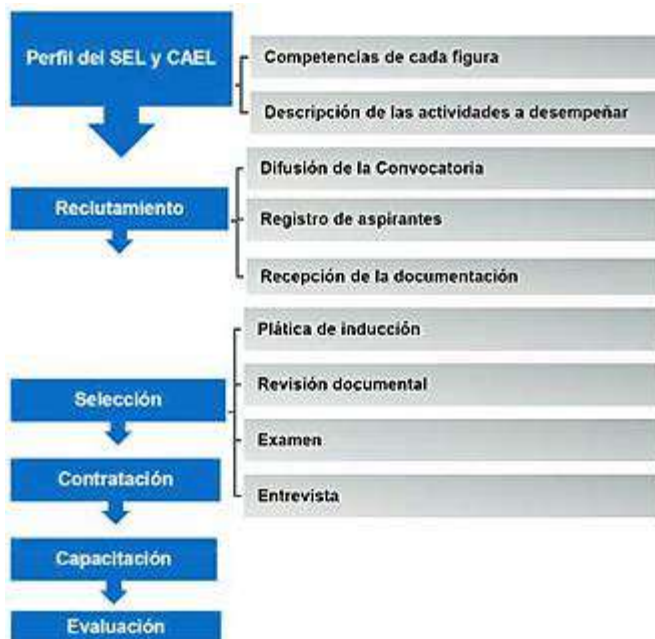 Perfil del SEL y CAEL
Competencias de cada figura
Descripción de las actividades a desempeñar
Reclutamiento
Difusión de la Convocatoria
Registro de aspirantes
Recepción de la documentación
Selección
Plática de inducción
Revisión documental
Examen
Entrevista
Contratación
Capacitación
Evaluación